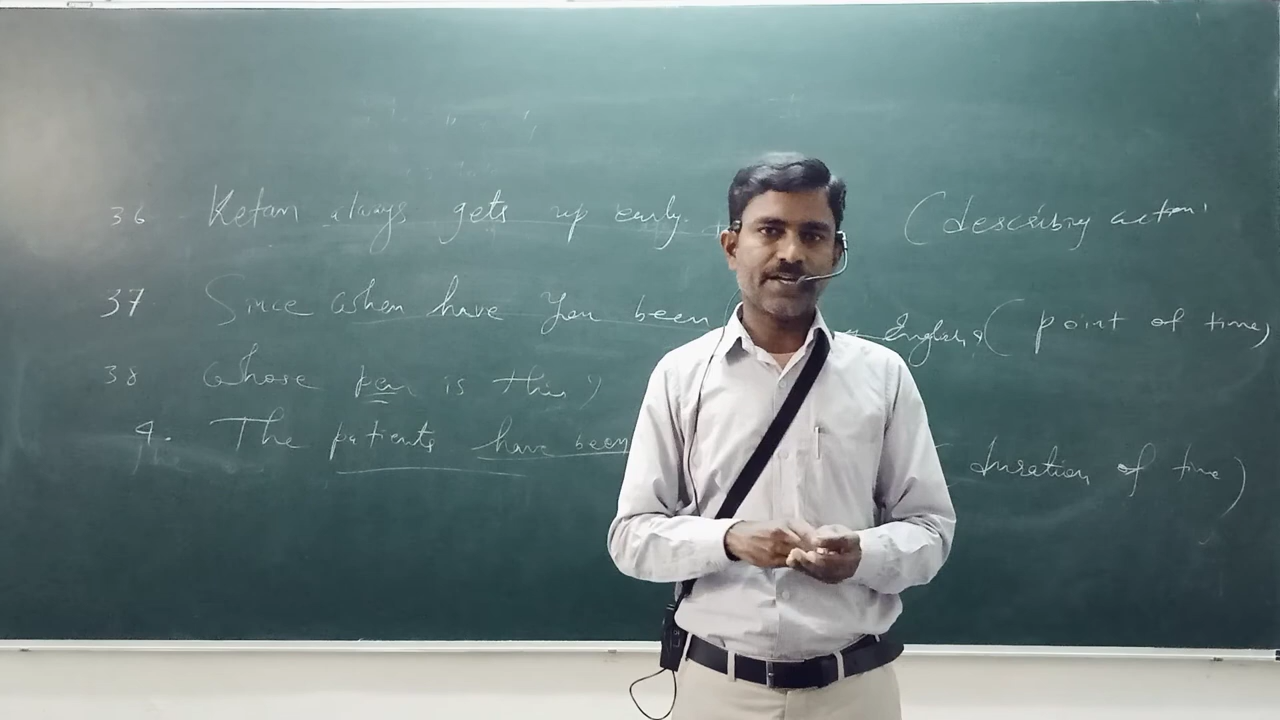 36 Ketan always gets up early. (describing action
37 Since when have you been English (point of time)
38 Whose pen is this?
4. The patients have been duration of time)